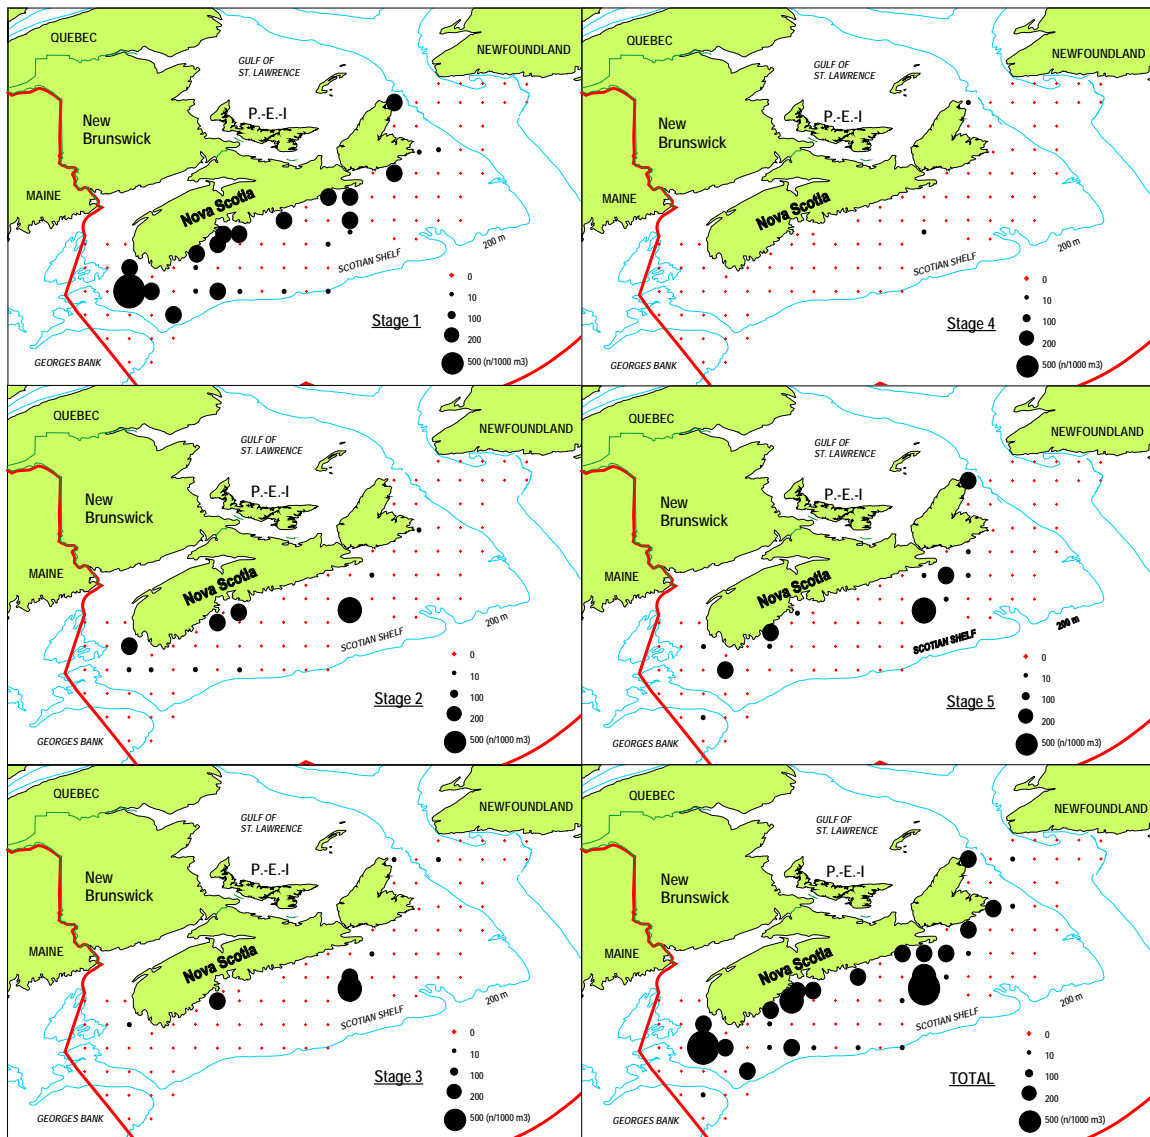 QUEBEC
GULF OF
ST. LAWRENCE
NEWFOUNDLAND
P.-E.-I
New
Brunswick
MAINE
Nova Scotia
200 m
SCOTIAN SHELF
GEORGES BANK
Stage 1
0
10
100
200
500 (n/1000 m3)
QUEBEC
GULF OF
ST. LAWRENCE
NEWFOUNDLAND
P.-E.-I
New
Brunswick
MAINE
Nova Scotia
200 m
SCOTIAN SHELF
GEORGES BANK
Stage 4
0
10
100
200
500 (n/1000 m3)
QUEBEC
GULF OF
ST. LAWRENCE
NEWFOUNDLAND
P.-E.-I
New
Brunswick
MAINE
Nova Scotia
200 m
SCOTIAN SHELF
GEORGES BANK
Stage 2
0
10
100
200
500 (n/1000 m3)
QUEBEC
GULF OF
ST. LAWRENCE
NEWFOUNDLAND
P.-E.-I
New
Brunswick
MAINE
Nova Scotia
200 m
SCOTIAN SHELF
GEORGES BANK
Stage 5
0
10
100
200
500 (n/1000 m3)
QUEBEC
GULF OF
ST. LAWRENCE
NEWFOUNDLAND
P.-E.-I
New
Brunswick
MAINE
Nova Scotia
200 m
SCOTIAN SHELF
GEORGES BANK
Stage 3
0
10
100
200
500 (n/1000 m3)
QUEBEC
GULF OF
ST. LAWRENCE
NEWFOUNDLAND
P.-E.-I
New
Brunswick
MAINE
Nova Scotia
200 m
SCOTIAN SHELF
GEORGES BANK
TOTAL
0
10
100
200
500 (n/1000 m3)